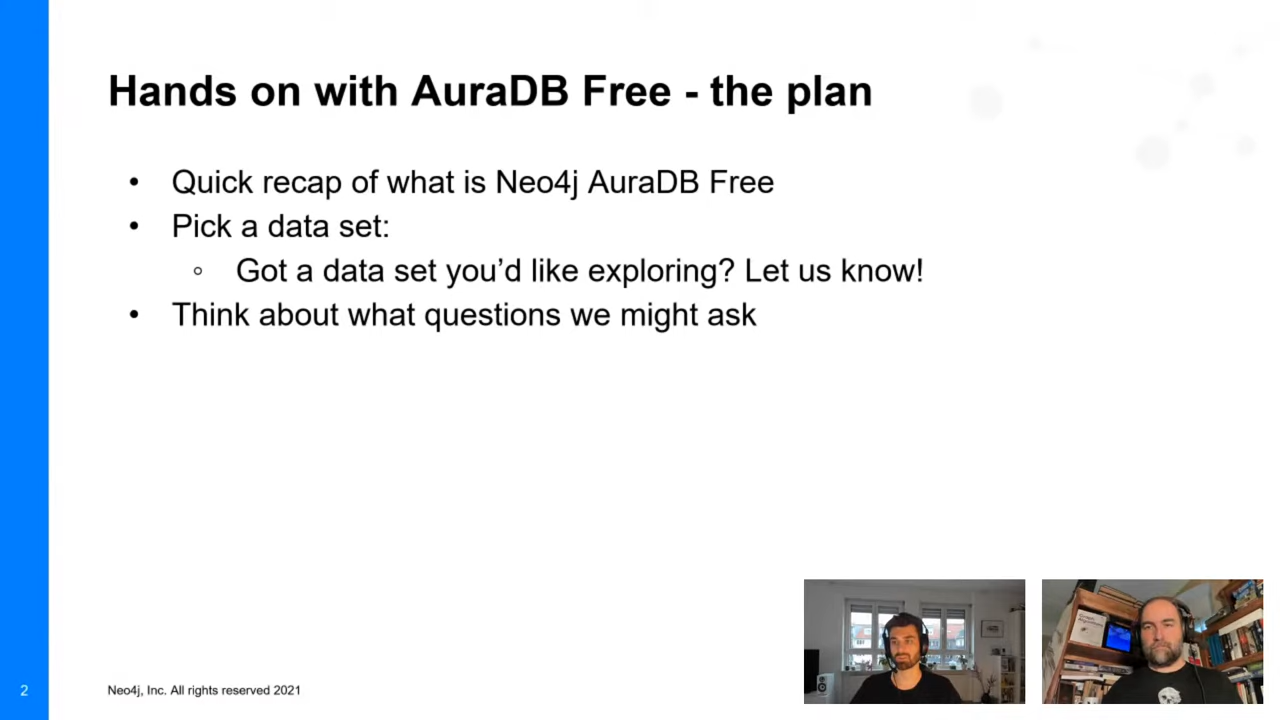 Hands on with AuraDB Free - the plan
• Quick recap of what is Neo4j AuraDB Free
• Pick a data set:
◦ Got a data set you’d like exploring? Let us know!
• Think about what questions we might ask
2
Neo4j, Inc. All rights reserved 2021